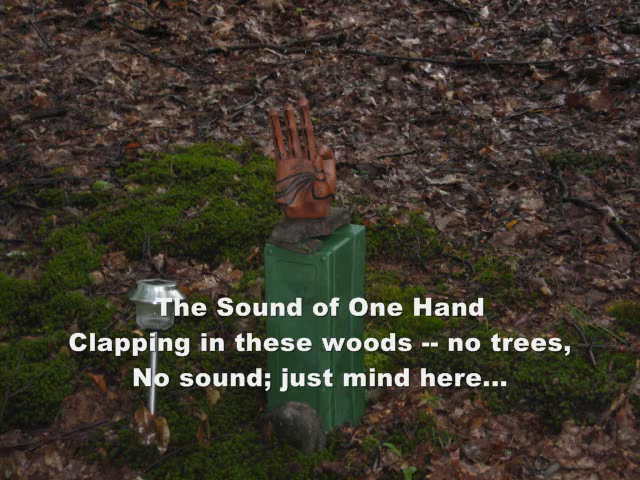 The Sound of One Hand
Clapping in these woods -- no trees,
No sound; just mind here...